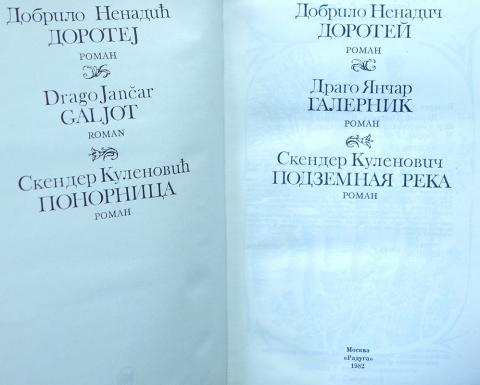 Добрило Ненадић
ДОРОТЕЈ
РОМАН
Drago Jančar
GALJOT
ROMAN
Скендер Куленовић
ПОНОРНИЦА
РОМАН
Добрило Ненадич
ДОРОТЕЙ
РОМАН
Драго Янчар
ГАЛЕРНИК
РОМАН
Скендер Куленович
ПОДЗЕМНАЯ РЕКА
РОМАН
Москва
«Радуга»
1982